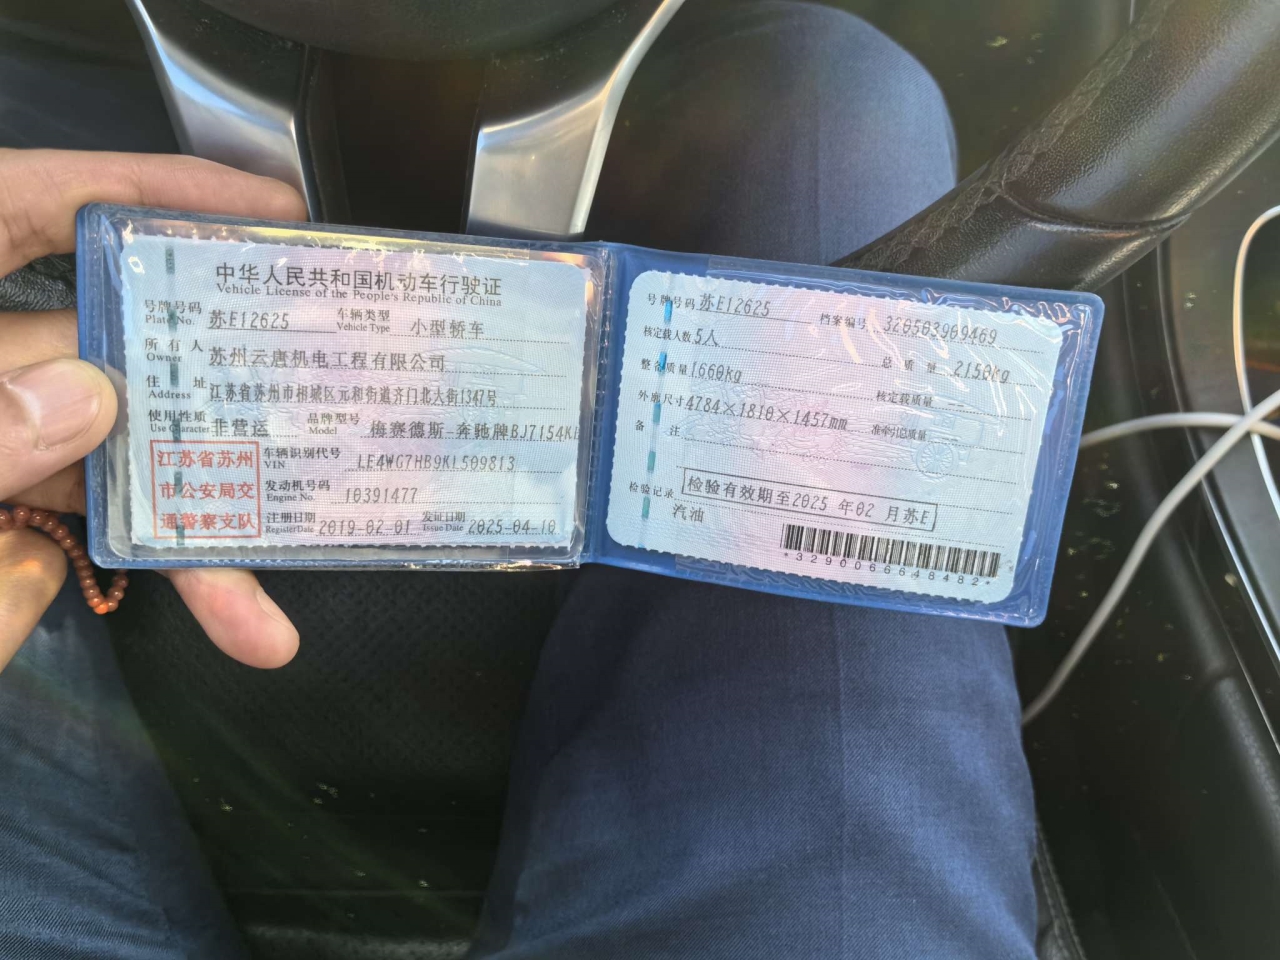 中华人民共和国机动车行驶证
Vehicle License of the People's Republic of China
号牌号码 苏E12625 车辆类型 小型轿车
Plate No. Vehicle Type
所有人 苏州云唐机电工程有限公司
Owner
住址 江苏省苏州市相城区元和街道齐门北大街1347号
Address
使用性质 非营运 品牌型号 梅赛德斯-奔驰牌BJ7154K
Use Character Model
江苏省苏州
市公安局交
通警察支队
车辆识别代号 LE4WG7HB9KL509813
VIN
发动机号码 10391477
Engine No.
注册日期 2019-02-01 发证日期 2025-04-10
Register Date Issue Date
号牌号码 苏E12625 档案编号 320503909469
核定载人数 5人 总质量 2150kg
整备质量 1660kg 核定载质量 --
外廓尺寸 4784×1810×1457mm 准牵引总质量 --
备注
检验记录 检验有效期至2025 年02 月苏E
汽油
*3290066648482*